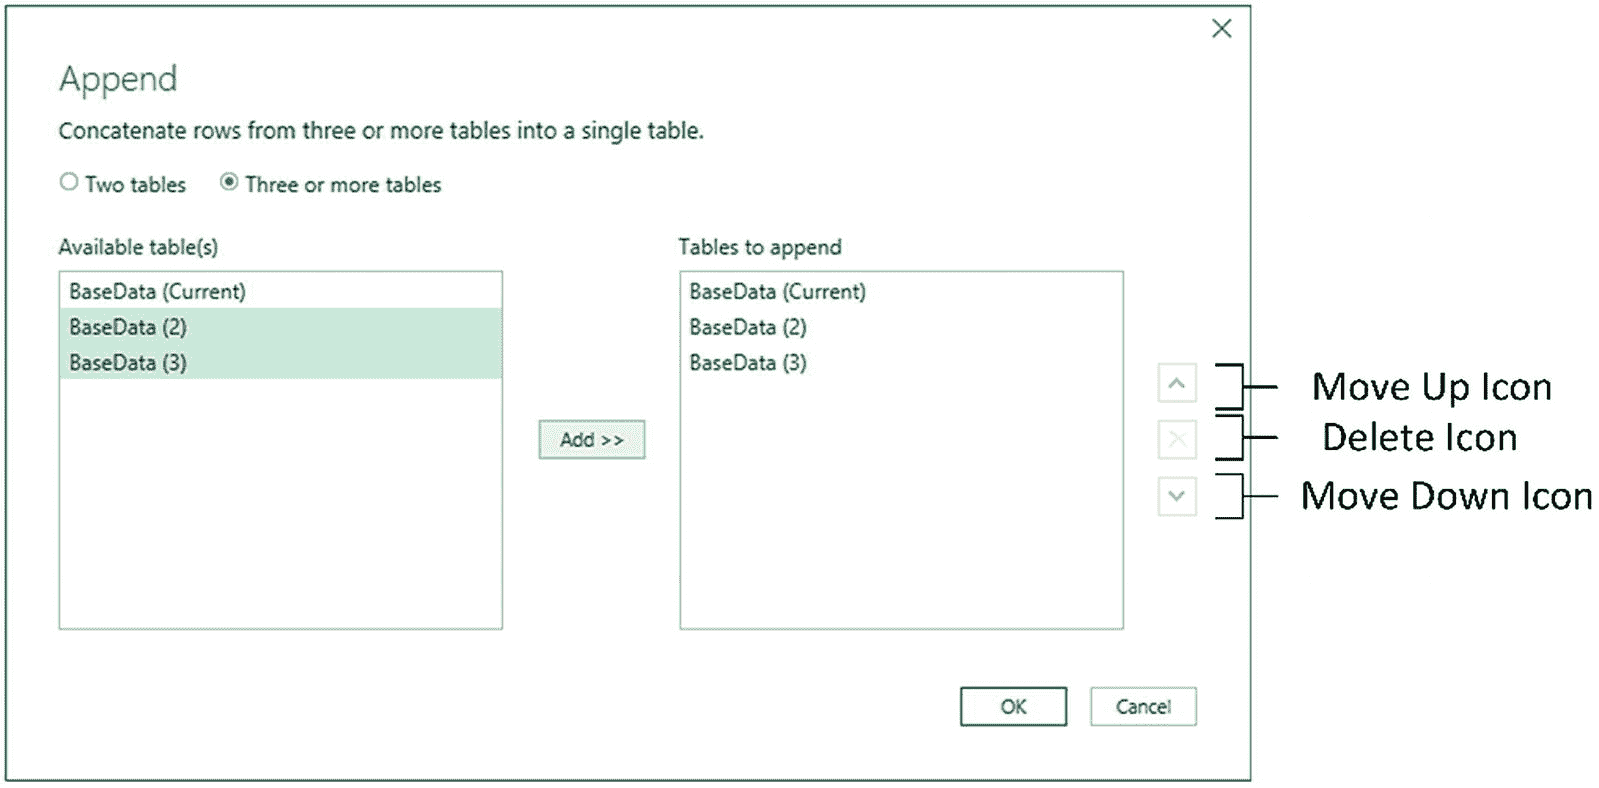 Append
Concatenate rows from three or more tables into a single table.
Two tables Three or more tables
Available table(s)
BaseData (Current)
BaseData (2)
BaseData (3)
Add >>
Tables to append
BaseData (Current)
BaseData (2)
BaseData (3)
Move Up Icon
Delete Icon
Move Down Icon
OK Cancel